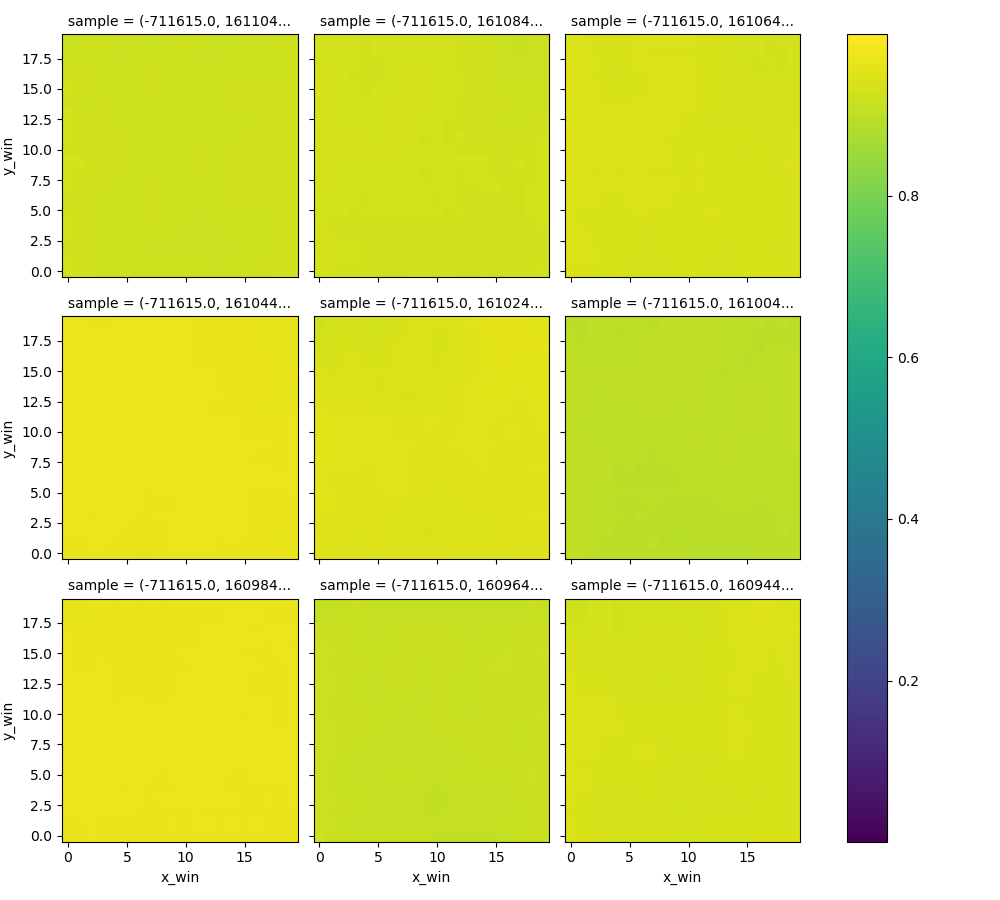 sample = (-711615.0, 161104...
sample = (-711615.0, 161084...
sample = (-711615.0, 161064...
17.5
15.0
12.5
10.0
7.5
5.0
2.5
0.0
y_win
0.8
0.6
0.4
0.2
sample = (-711615.0, 161044...
sample = (-711615.0, 161024...
sample = (-711615.0, 161004...
17.5
15.0
12.5
10.0
7.5
5.0
2.5
0.0
y_win
sample = (-711615.0, 160984...
sample = (-711615.0, 160964...
sample = (-711615.0, 160944...
17.5
15.0
12.5
10.0
7.5
5.0
2.5
0.0
y_win
0 5 10 15
0 5 10 15
0 5 10 15
x_win
x_win
x_win